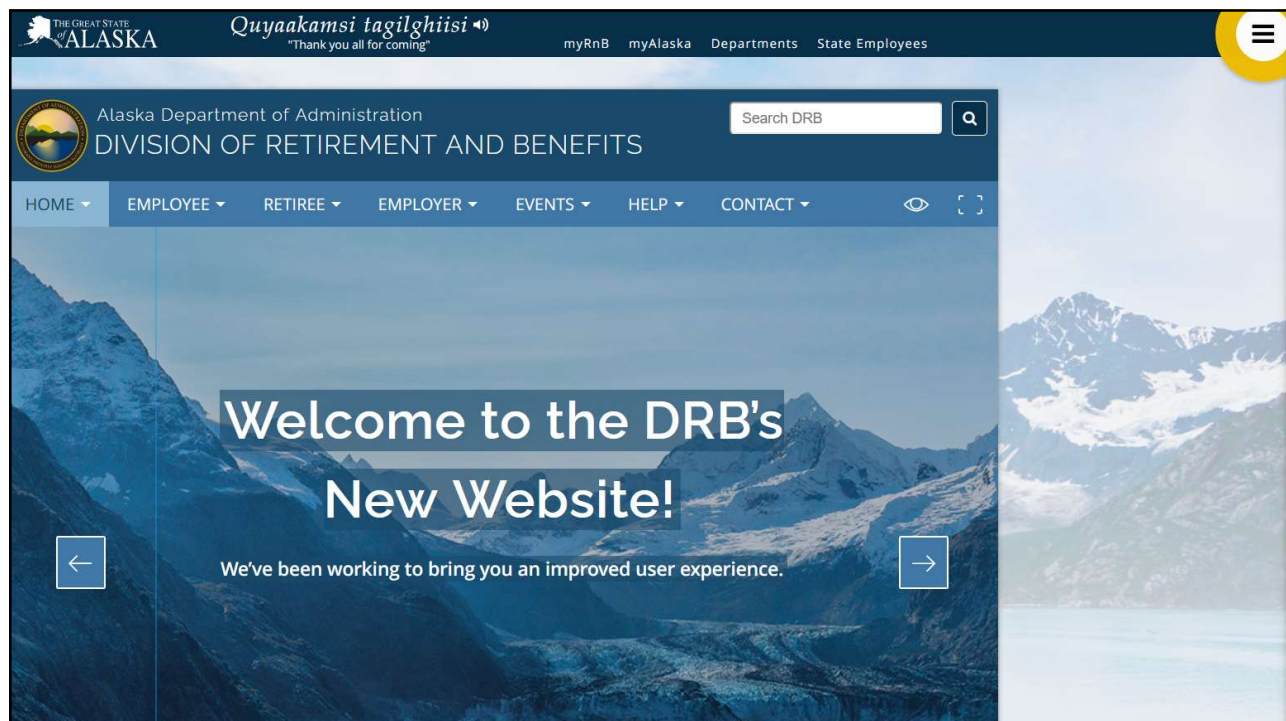 THE GREAT STATE
of ALASKA
Quyaakamsi tagilghiisi
"Thank you all for coming"
myRnB myAlaska Departments State Employees
Alaska Department of Administration
DIVISION OF RETIREMENT AND BENEFITS
Search DRB
HOME EMPLOYEE RETIREE EMPLOYER EVENTS HELP CONTACT
Welcome to the DRB’s
New Website!
We’ve been working to bring you an improved user experience.